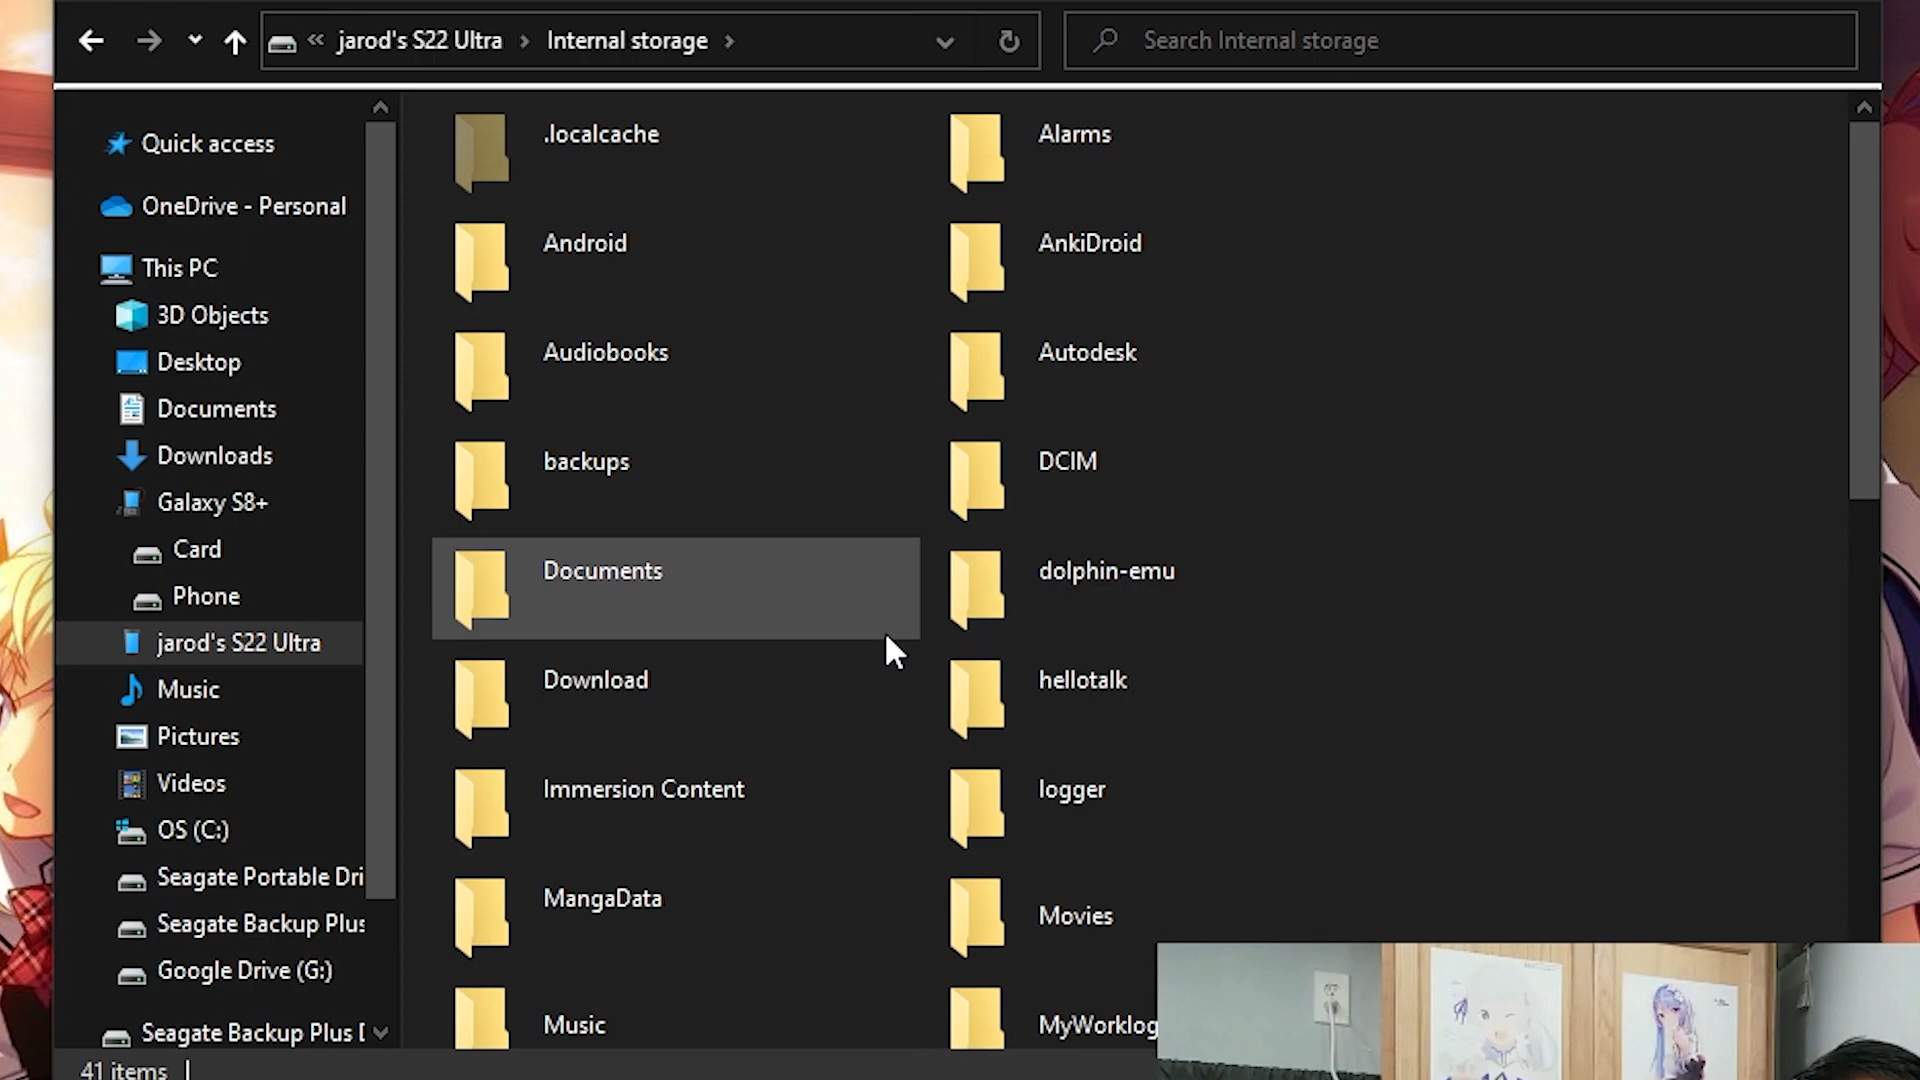 « jarod's S22 Ultra > Internal storage >
Search Internal storage
Quick access
OneDrive - Personal
This PC
3D Objects
Desktop
Documents
Downloads
Galaxy S8+
Card
Phone
jarod's S22 Ultra
Music
Pictures
Videos
OS (C:)
Seagate Portable Dri
Seagate Backup Plus
Google Drive (G:)
Seagate Backup Plus D
.localcache
Alarms
Android
AnkiDroid
Audiobooks
Autodesk
backups
DCIM
Documents
dolphin-emu
Download
hellotalk
Immersion Content
logger
MangaData
Movies
Music
MyWorklog
41 items